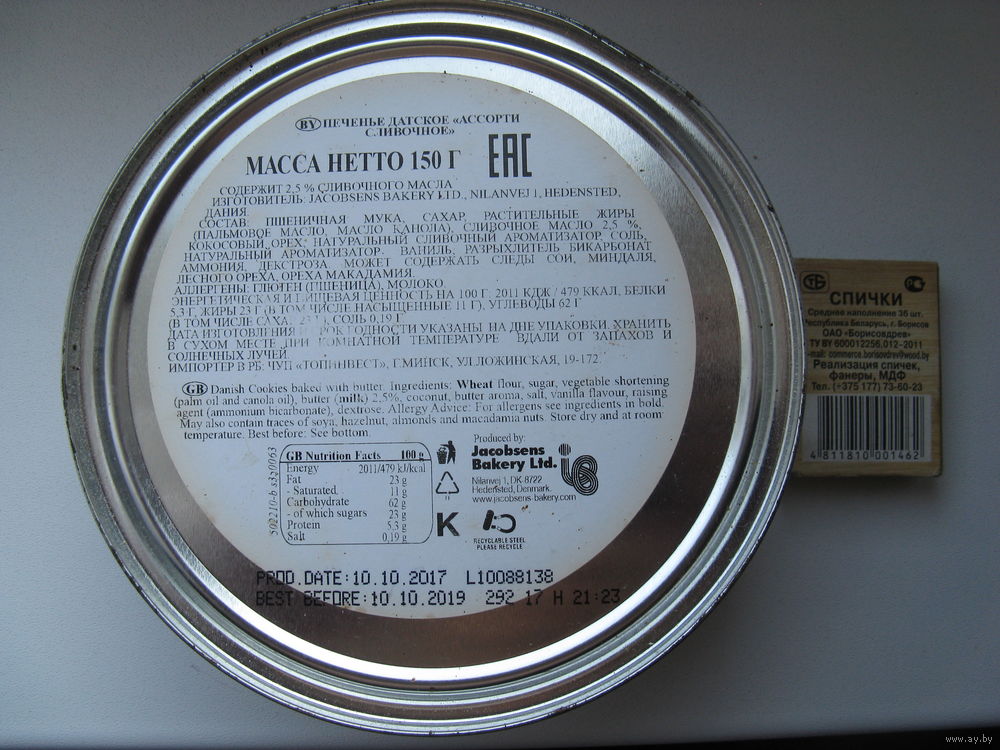 BY ПЕЧЕНЬЕ ДАТСКОЕ «АССОРТИ
СЛИВОЧНОЕ»
МАССА НЕТТО 150 Г
EAC
СОДЕРЖИТ 2,5 % СЛИВОЧНОГО МАСЛА
ИЗГОТОВИТЕЛЬ: JACOBSENS BAKERY LTD., NILANVEJ 1, HEDENSTED,
ДАНИЯ.
СОСТАВ: ПШЕНИЧНАЯ МУКА, САХАР, РАСТИТЕЛЬНЫЕ ЖИРЫ
(ПАЛЬМОВОЕ МАСЛО, МАСЛО КАНОЛА), СЛИВОЧНОЕ МАСЛО 2,5 %,
КОКОСОВЫЙ ОРЕХ, НАТУРАЛЬНЫЙ СЛИВОЧНЫЙ АРОМАТИЗАТОР, СОЛЬ,
НАТУРАЛЬНЫЙ АРОМАТИЗАТОР- ВАНИЛЬ, РАЗРЫХЛИТЕЛЬ БИКАРБОНАТ
АММОНИЯ, ДЕКСТРОЗА. МОЖЕТ СОДЕРЖАТЬ СЛЕДЫ СОИ, МИНДАЛЯ,
ЛЕСНОГО ОРЕХА, ОРЕХА МАКАДАМИЯ.
АЛЛЕРГЕНЫ: ГЛЮТЕН (ПШЕНИЦА), МОЛОКО.
ЭНЕРГЕТИЧЕСКАЯ И ПИЩЕВАЯ ЦЕННОСТЬ НА 100 Г: 2011 КДЖ / 479 ККАЛ, БЕЛКИ
5,3 Г, ЖИРЫ 23 Г (В ТОМ ЧИСЛЕ НАСЫЩЕННЫЕ 11 Г), УГЛЕВОДЫ 62 Г
(В ТОМ ЧИСЛЕ САХА 23 Г), СОЛЬ 0,19 Г
ДАТА ИЗГОТОВЛЕНИЯ И СРОК ГОДНОСТИ УКАЗАНЫ НА ДНЕ УПАКОВКИ. ХРАНИТЬ
В СУХОМ МЕСТЕ ПРИ КОМНАТНОЙ ТЕМПЕРАТУРЕ ВДАЛИ ОТ ЗАПАХОВ И
СОЛНЕЧНЫХ ЛУЧЕЙ.
ИМПОРТЕР В РБ: ЧУП «ТОПИНВЕСТ», Г.МИНСК, УЛ ЛОЖИНСКАЯ, 19-172.
GB Danish Cookies baked with butter. Ingredients: Wheat flour, sugar, vegetable shortening
(palm oil and canola oil), butter (milk) 2,5%, coconut, butter aroma, salt, vanilla flavour, raising
agent (ammonium bicarbonate), dextrose. Allergy Advice: For allergens see ingredients in bold.
May also contain traces of soya, hazelnut, almonds and macadamia nuts. Store dry and at room
temperature. Best before: See bottom.
GB Nutrition Facts 100 g
Energy 2011/479 kJ/kcal
Fat 23 g
- Saturated 11 g
Carbohydrate 62 g
- of which sugars 23 g
Protein 5,3 g
Salt 0,19 g
502210-b s350063
Produced by:
Jacobsens
Bakery Ltd.
Nilanvej 1, DK-8722
Hedensted, Denmark.
www.jacobsens-bakery.com
K
RECYCLABLE STEEL
PLEASE RECYCLE
PROD.DATE:10.10.2017 L10088138
BEST BEFORE:10.10.2019 292 17 H 21:23
СПИЧКИ
Среднее наполнение 36 шт.
Республика Беларусь, г. Борисов
ОАО «Борисовдрев»
ТУ BY 600012256.012-2011
e-mail: commerce.borisovdrev@wood.by
Реализация спичек,
фанеры, МДФ
Тел. (+375 177) 73-60-23
4 811810 001462
www.ay.by